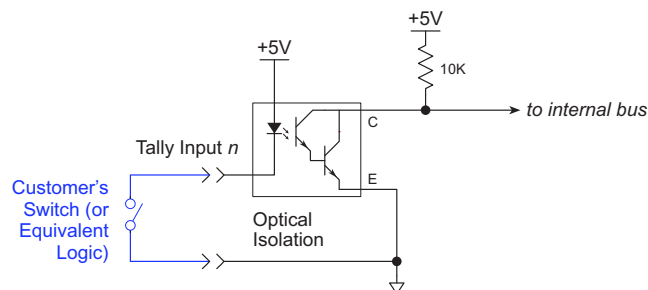 +5V
+5V
10K
C
to internal bus
Tally Input n
E
Customer's
Switch (or
Equivalent
Logic)
Optical
Isolation